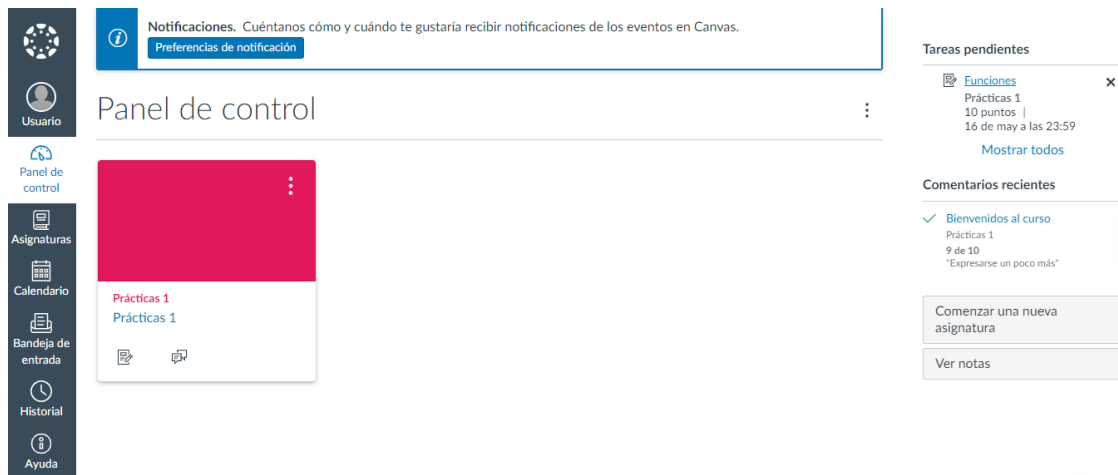 Usuario
Panel de
control
Asignaturas
Calendario
Bandeja de
entrada
Historial
Ayuda
Notificaciones. Cuéntanos cómo y cuándo te gustaría recibir notificaciones de los eventos en Canvas.
Preferencias de notificación
Panel de control
Prácticas 1
Prácticas 1
Tareas pendientes
Funciones
Prácticas 1
10 puntos |
16 de may a las 23:59
Mostrar todos
Comentarios recientes
Bienvenidos al curso
Prácticas 1
9 de 10
"Expresarse un poco más"
Comenzar una nueva
asignatura
Ver notas